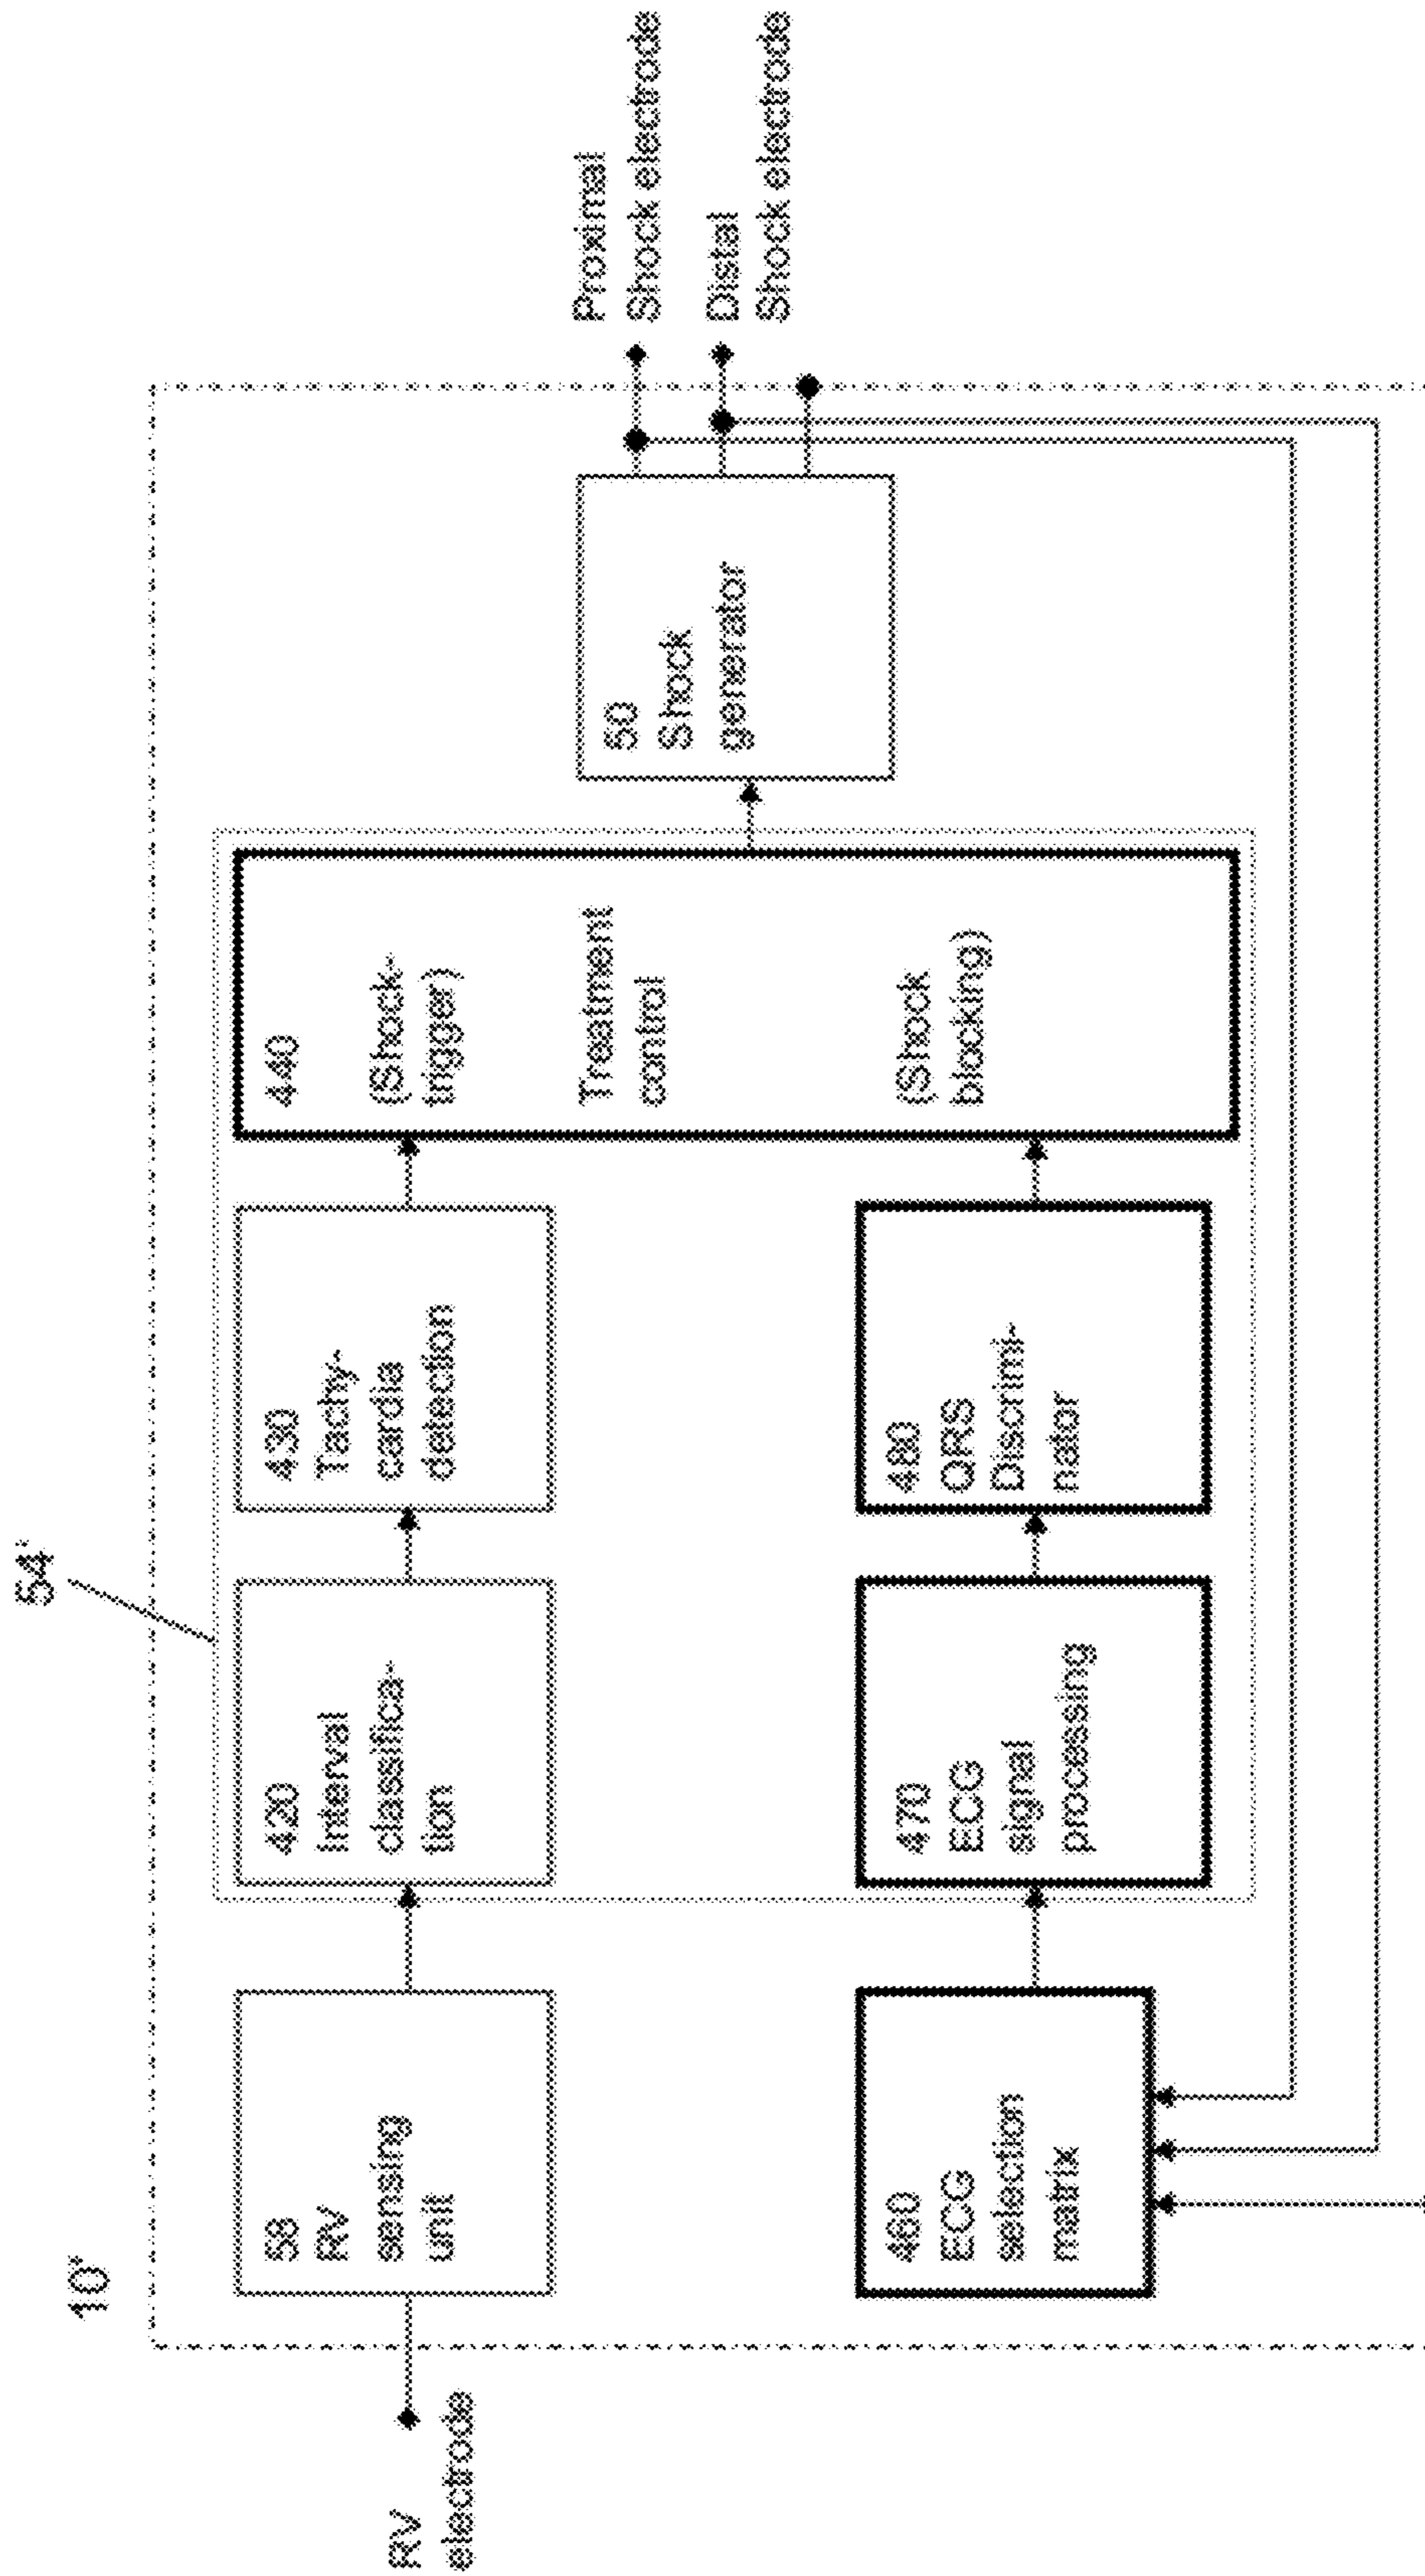 10'
54'
RV
electrode
58
RV
sensing
unit
420
Interval
classifica-
tion
430
Tachy-
cardia
detection
440
(Shock-
trigger)
Treatment
control
(Shock
blocking)
50
Shock
generator
Proximal
Shock electrode
Distal
Shock electrode
460
ECG
selection
matrix
470
ECG
signal
processing
480
QRS
Discrimi-
nator